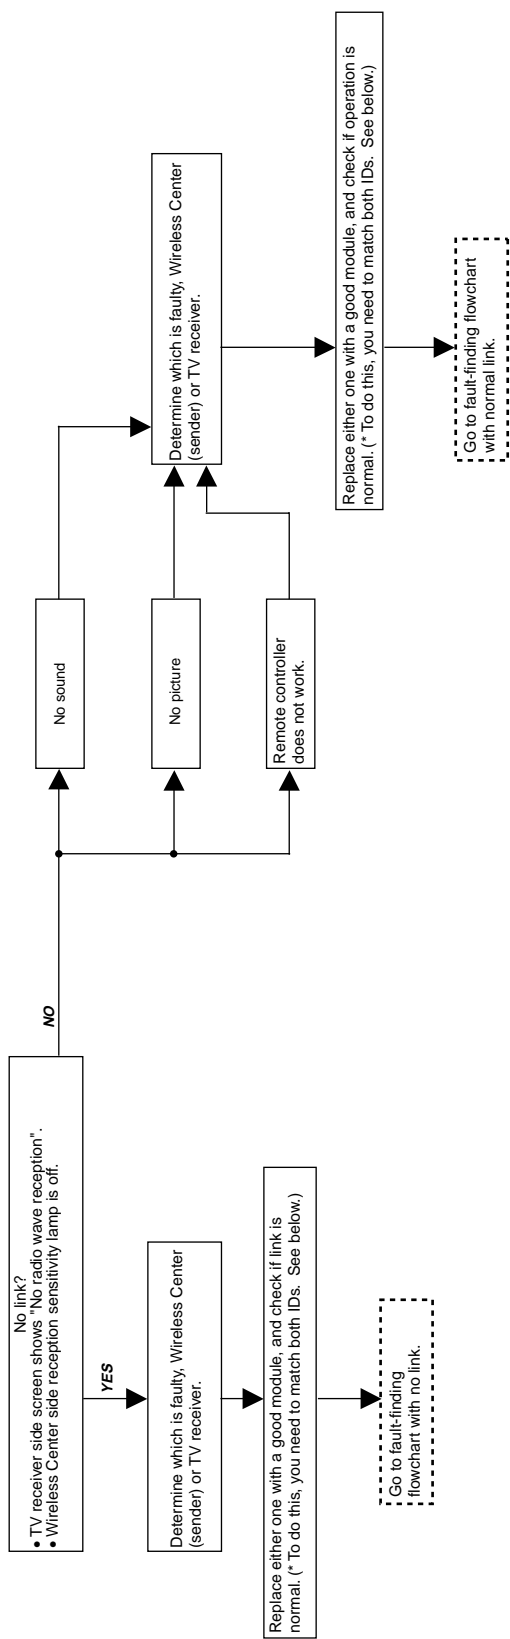 No link?
• TV receiver side screen shows "No radio wave reception".
• Wireless Center side reception sensitivity lamp is off.
YES
NO
Determine which is faulty, Wireless Center
(sender) or TV receiver.
Replace either one with a good module, and check if link is
normal. (* To do this, you need to match both IDs.  See below.)
Go to fault-finding
flowchart with no link.
No sound
No picture
Remote controller
does not work.
Determine which is faulty, Wireless Center
(sender) or TV receiver.
Replace either one with a good module, and check if operation is
normal. (* To do this, you need to match both IDs.  See below.)
Go to fault-finding flowchart
with normal link.